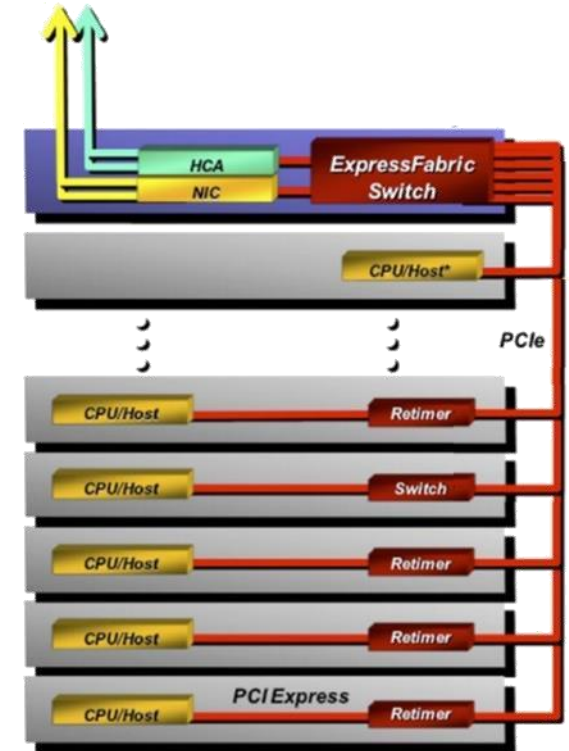 HCA
ExpressFabric
Switch
NIC
CPU/Host*
PCIe
CPU/Host
Retimer
CPU/Host
Switch
CPU/Host
Retimer
CPU/Host
Retimer
PCI Express
CPU/Host
Retimer